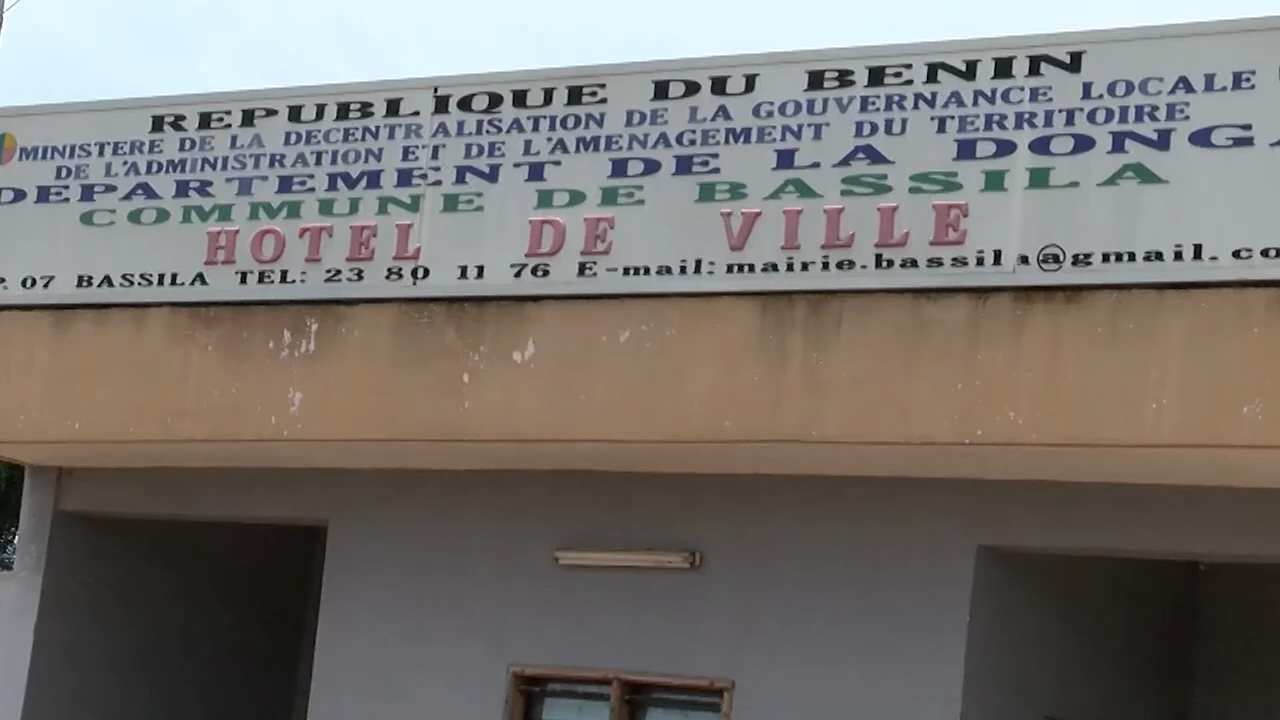 REPUBLIQUE DU BENIN
MINISTERE DE LA DECENTRALISATION DE LA GOUVERNANCE LOCALE
DE L'ADMINISTRATION ET DE L'AMENAGEMENT DU TERRITOIRE
DEPARTEMENT DE LA DONGA
COMMUNE DE BASSILA
HOTEL DE VILLE
P. 07 BASSILA TEL: 23 80 11 76 E-mail: mairie.bassila@gmail.co